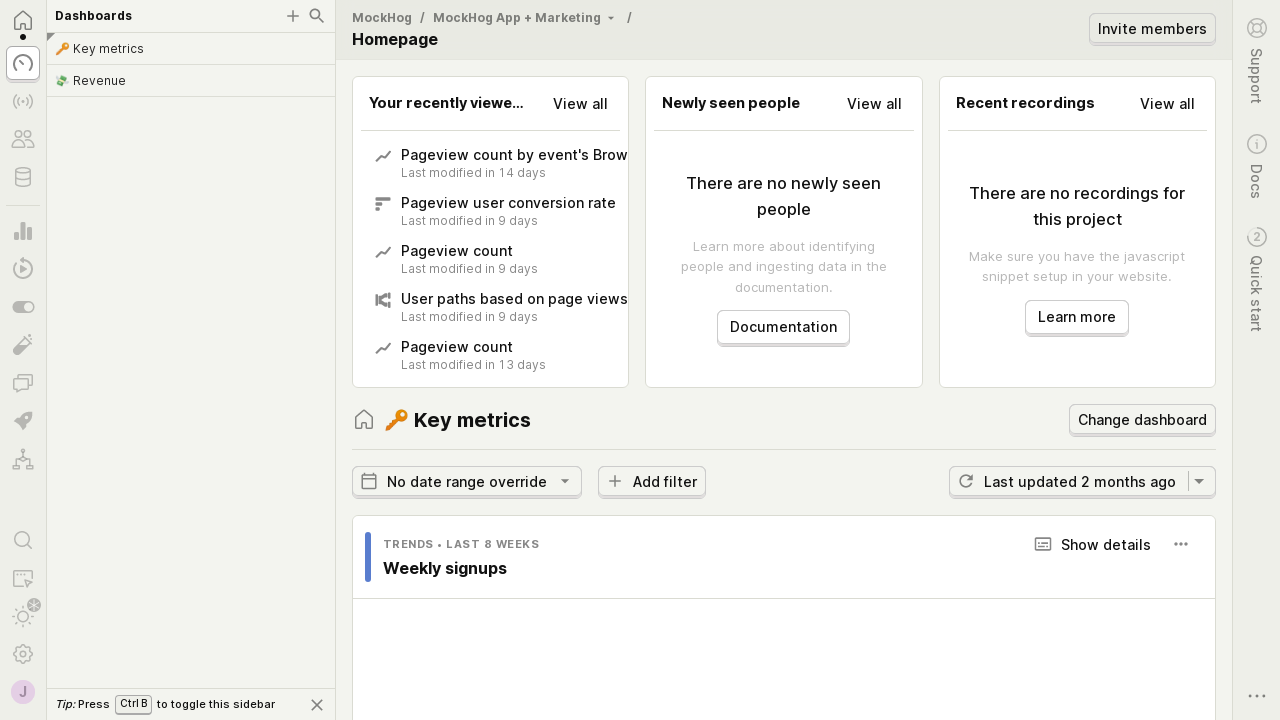 Dashboards
🔑 Key metrics
💸 Revenue
Tip: Press Ctrl B to toggle this sidebar
J
MockHog / MockHog App + Marketing /
Homepage
Invite members
Your recently viewe...
View all
Pageview count by event's Brow
Last modified in 14 days
Pageview user conversion rate
Last modified in 9 days
Pageview count
Last modified in 9 days
User paths based on page views
Last modified in 9 days
Pageview count
Last modified in 13 days
Newly seen people
View all
There are no newly seen
people
Learn more about identifying
people and ingesting data in the
documentation.
Documentation
Recent recordings
View all
There are no recordings for
this project
Make sure you have the javascript
snippet setup in your website.
Learn more
🔑 Key metrics
Change dashboard
No date range override
Add filter
Last updated 2 months ago
TRENDS • LAST 8 WEEKS
Weekly signups
Show details
Support
Docs
2
Quick start